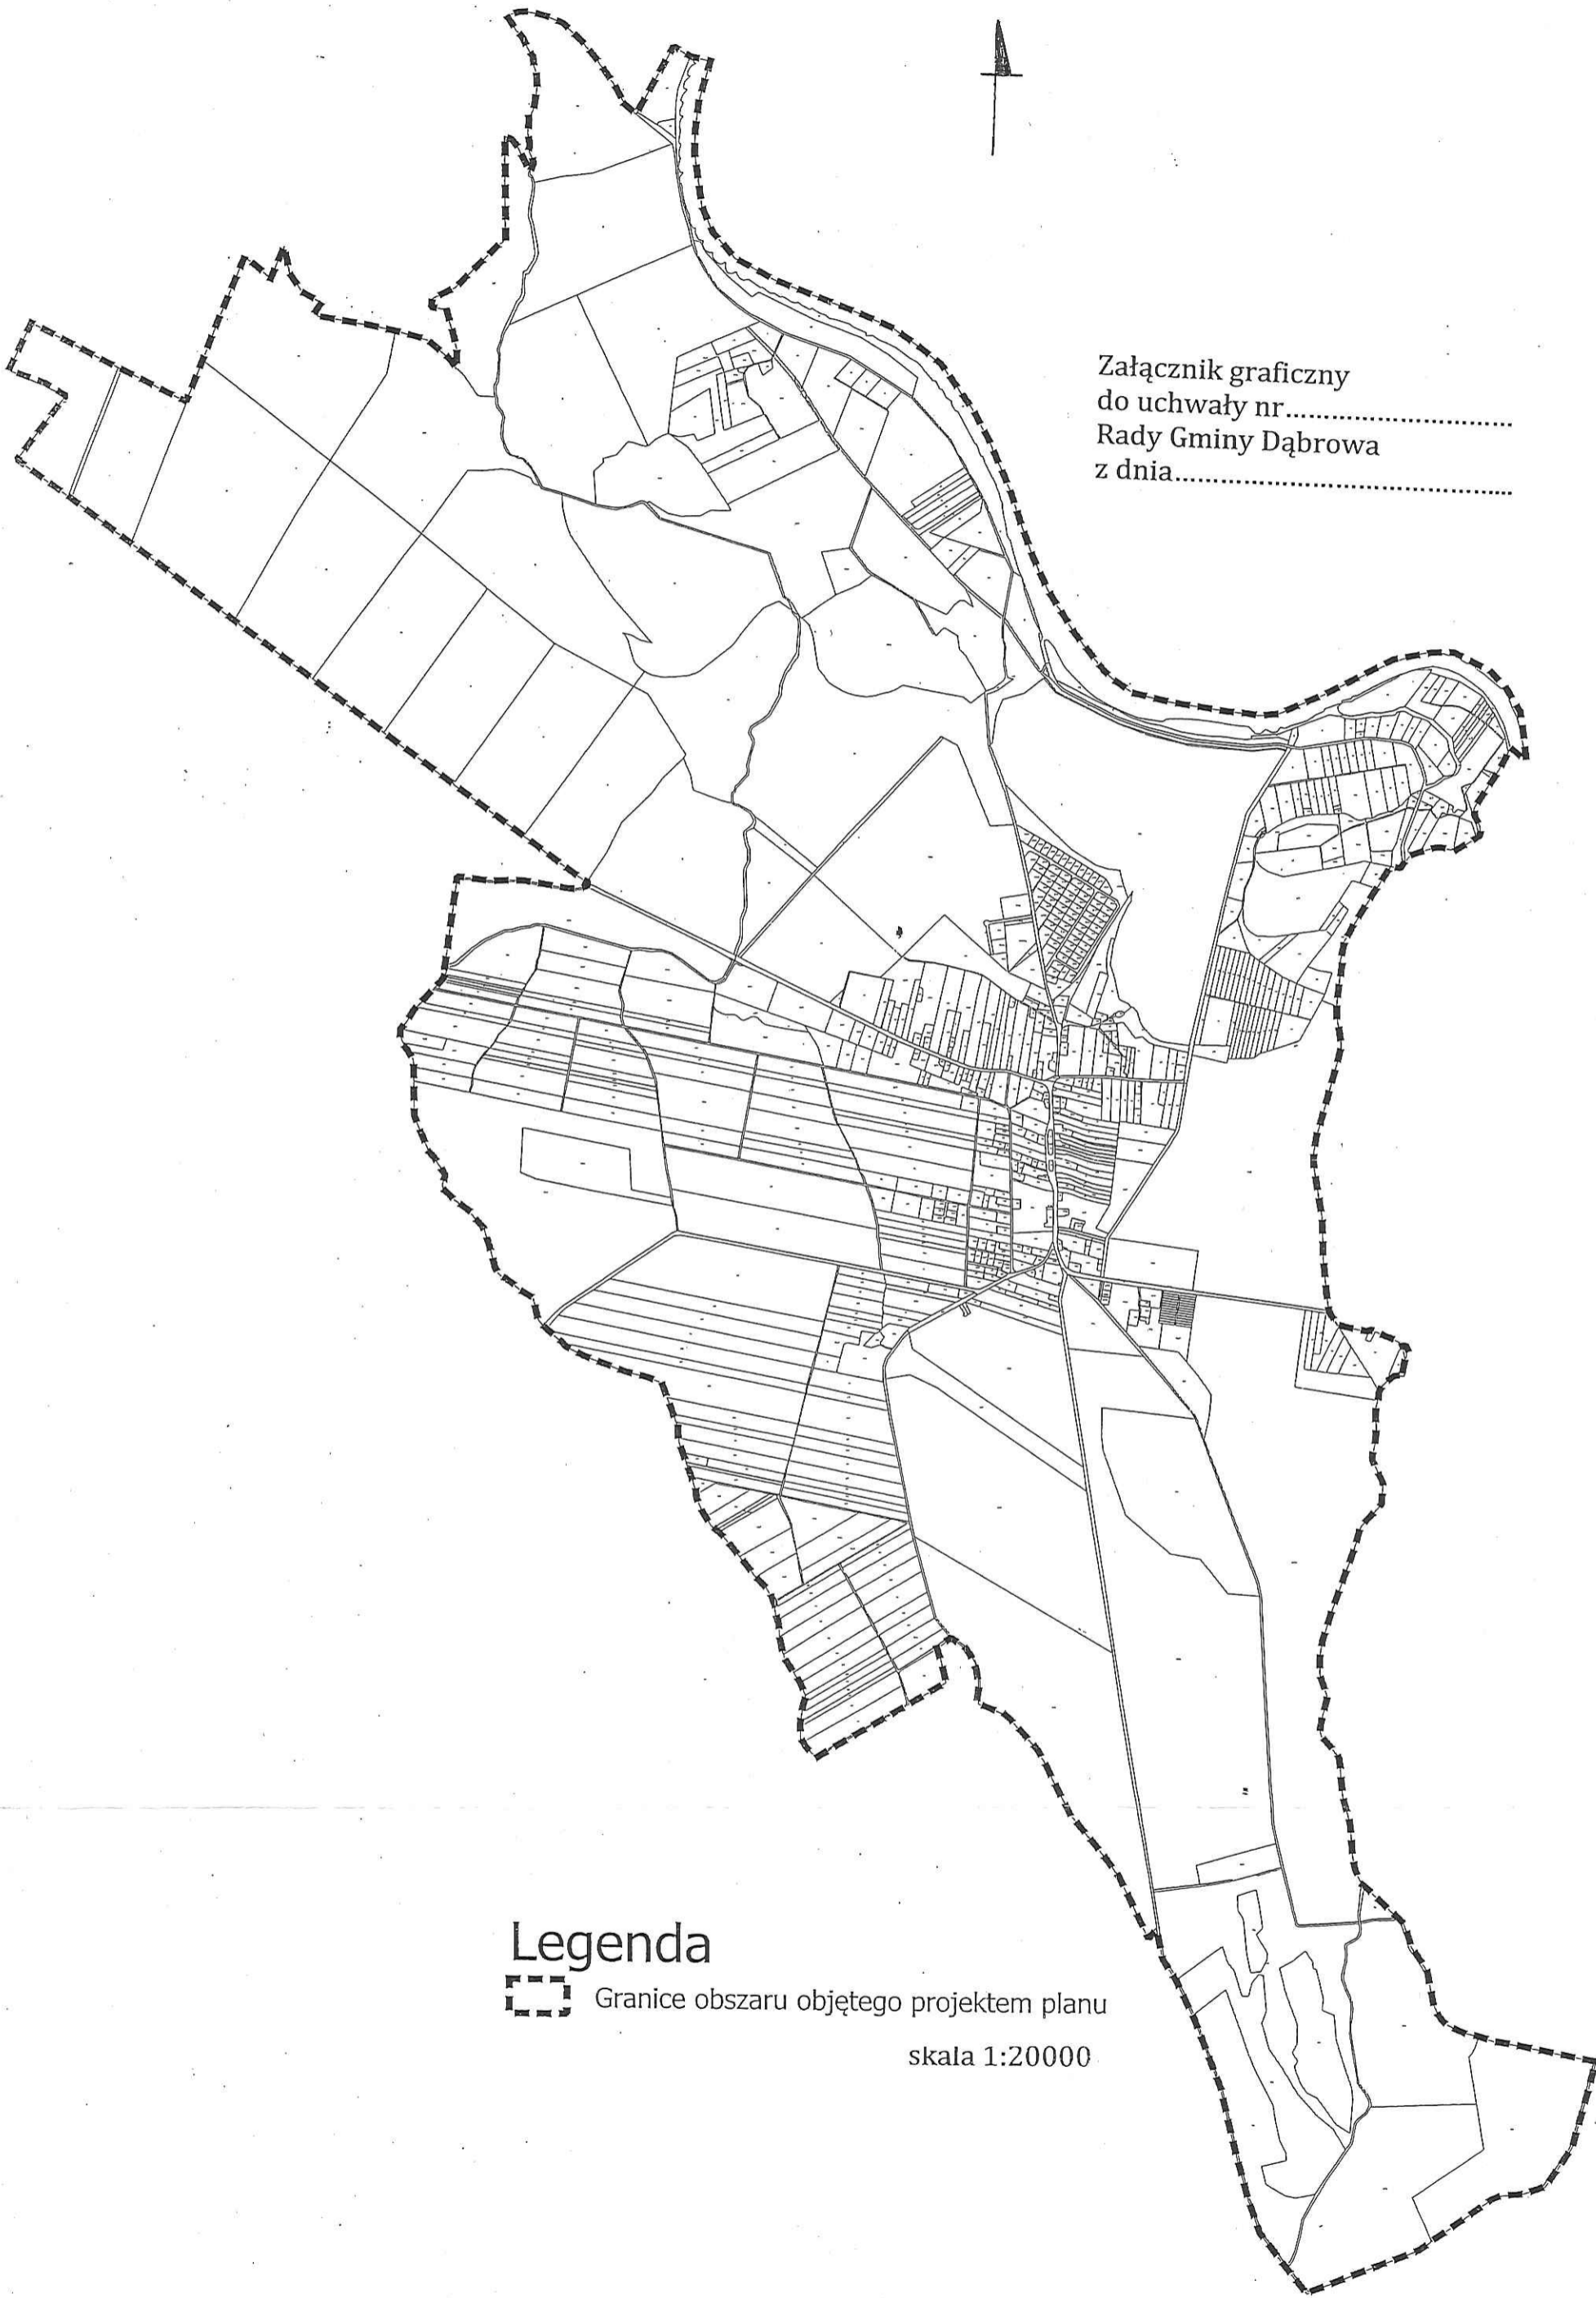 Załącznik graficzny
do uchwały nr..............................
Rady Gminy Dąbrowa
z dnia.............................................
Legenda
Granice obszaru objętego projektem planu
skala 1:20000